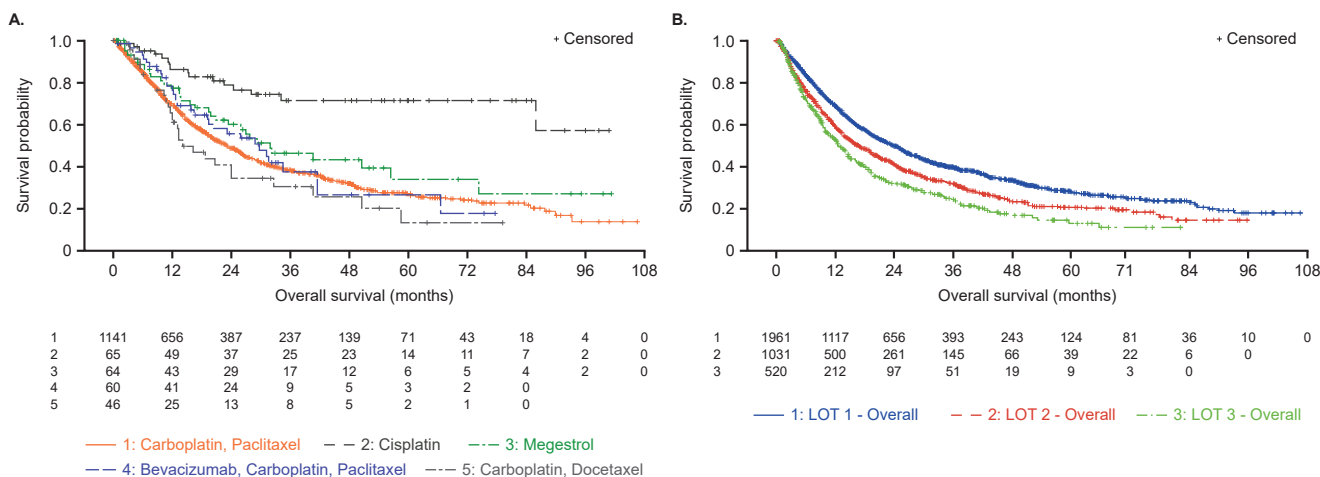 A.
+ Censored
Survival probability
1.0
0.8
0.6
0.4
0.2
0
0 12 24 36 48 60 72 84 96 108
Overall survival (months)
1 1141 656 387 237 139 71 43 18 4 0
2 65 49 37 25 23 14 11 7 2 0
3 64 43 29 17 12 6 5 4 2 0
4 60 41 24 9 5 3 2 0
5 46 25 13 8 5 2 1 0
1: Carboplatin, Paclitaxel 2: Cisplatin 3: Megestrol
4: Bevacizumab, Carboplatin, Paclitaxel 5: Carboplatin, Docetaxel
B.
+ Censored
Survival probability
1.0
0.8
0.6
0.4
0.2
0
0 12 24 36 48 60 71 84 96 108
Overall survival (months)
1 1961 1117 656 393 243 124 81 36 10 0
2 1031 500 261 145 66 39 22 6 0
3 520 212 97 51 19 9 3 0
1: LOT 1 - Overall 2: LOT 2 - Overall 3: LOT 3 - Overall